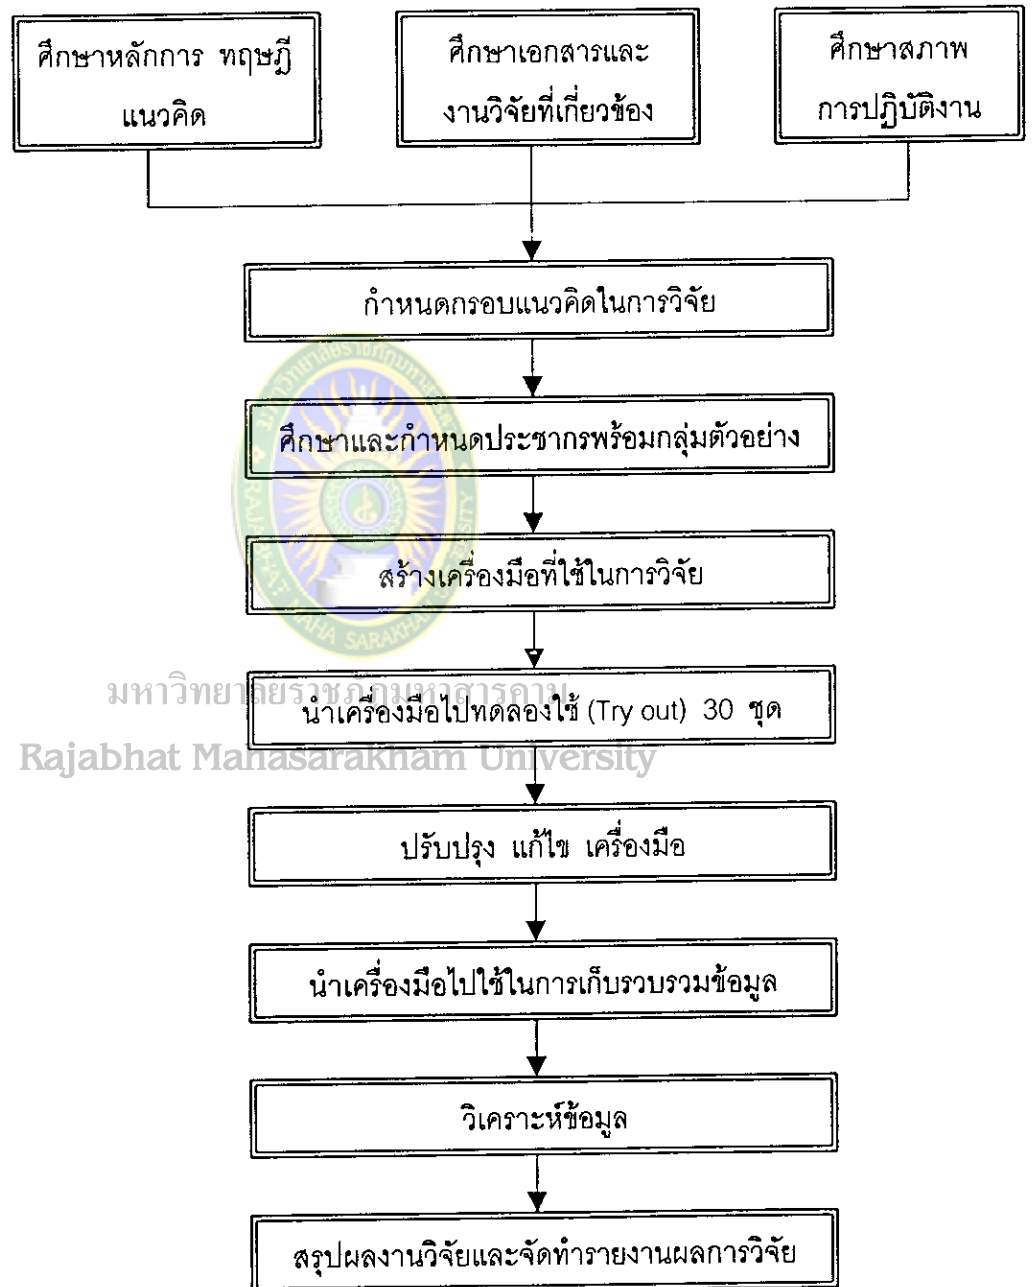 ศึกษาหลักการ ทฤษฎี
แนวคิด
ศึกษาเอกสารและ
งานวิจัยที่เกี่ยวข้อง
ศึกษาสภาพ
การปฏิบัติงาน
กำหนดกรอบแนวคิดในการวิจัย
ศึกษาและกำหนดประชากรพร้อมกลุ่มตัวอย่าง
สร้างเครื่องมือที่ใช้ในการวิจัย
มหาวิทยาลัยราชภัฏมหาสารคาม
นำเครื่องมือไปทดลองใช้ (Try out) 30 ชุด
Rajabhat Mahasarakham University
ปรับปรุง แก้ไข เครื่องมือ
นำเครื่องมือไปใช้ในการเก็บรวบรวมข้อมูล
วิเคราะห์ข้อมูล
สรุปผลงานวิจัยและจัดทำรายงานผลการวิจัย